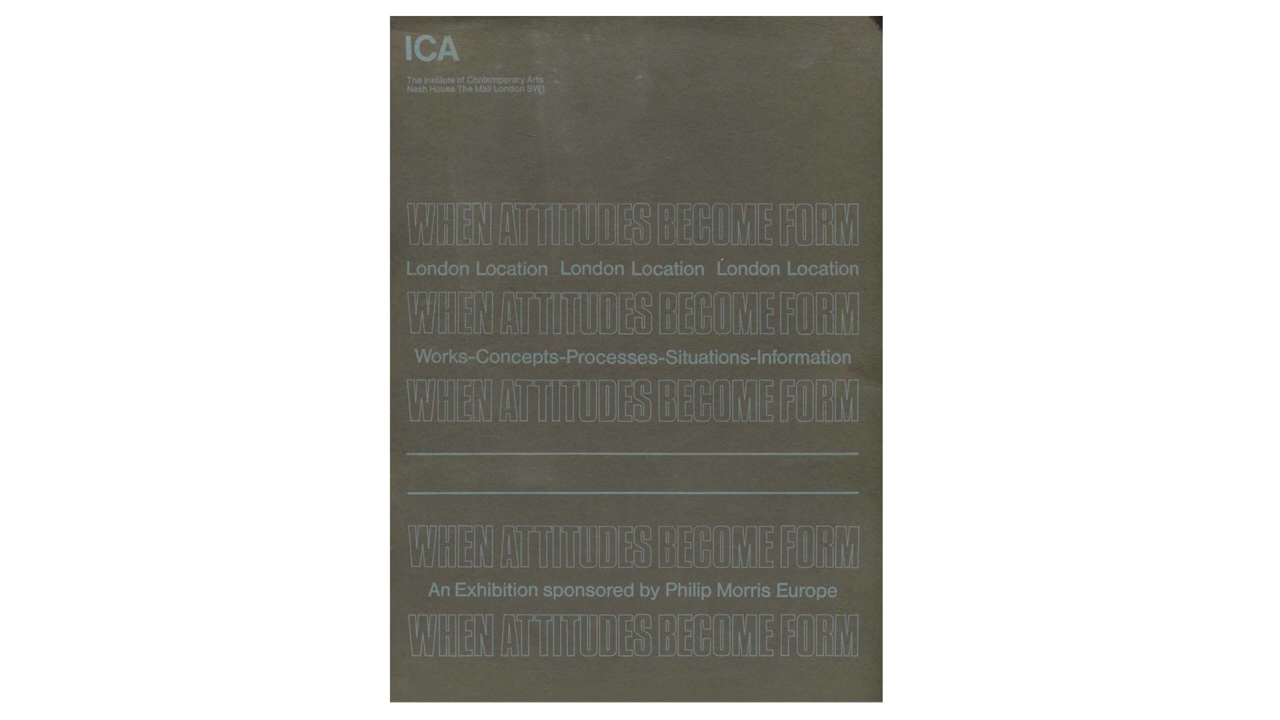 ICA
The Institute of Contemporary Arts
Nash House The Mall London SW1
WHEN ATTITUDES BECOME FORM
London Location London Location London Location
WHEN ATTITUDES BECOME FORM
Works-Concepts-Processes-Situations-Information
WHEN ATTITUDES BECOME FORM
WHEN ATTITUDES BECOME FORM
An Exhibition sponsored by Philip Morris Europe
WHEN ATTITUDES BECOME FORM